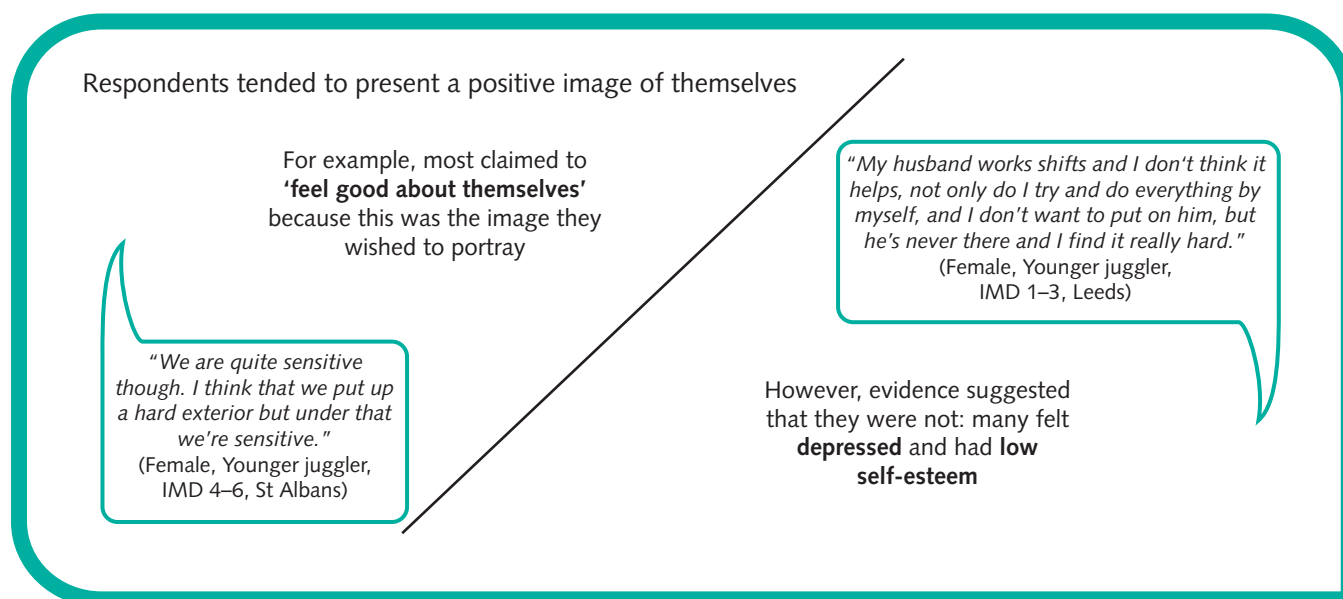 Respondents tended to present a positive image of themselves
For example, most claimed to
‘feel good about themselves’
because this was the image they
wished to portray
“We are quite sensitive
though. I think that we put up
a hard exterior but under that
we're sensitive.”
(Female, Younger juggler,
IMD 4–6, St Albans)
“My husband works shifts and I don‘t think it
helps, not only do I try and do everything by
myself, and I don't want to put on him, but
he's never there and I find it really hard.”
(Female, Younger juggler,
IMD 1–3, Leeds)
However, evidence suggested
that they were not: many felt
depressed and had low
self-esteem